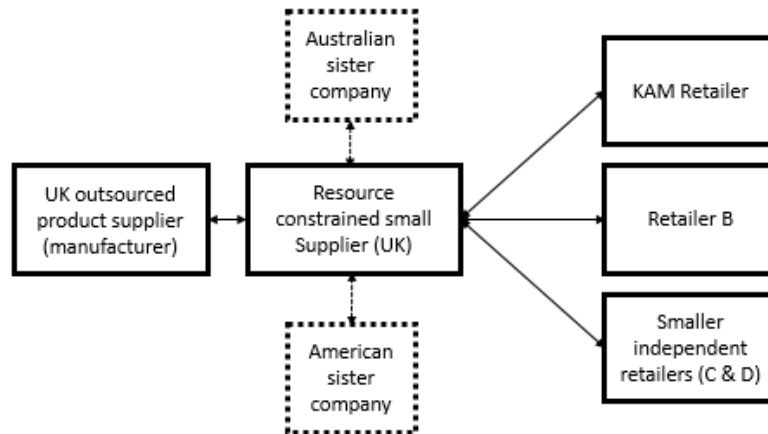 Australian
sister
company
KAM Retailer
UK outsourced
product supplier
(manufacturer)
Resource
constrained small
Supplier (UK)
Retailer B
American
sister
company
Smaller
independent
retailers (C & D)